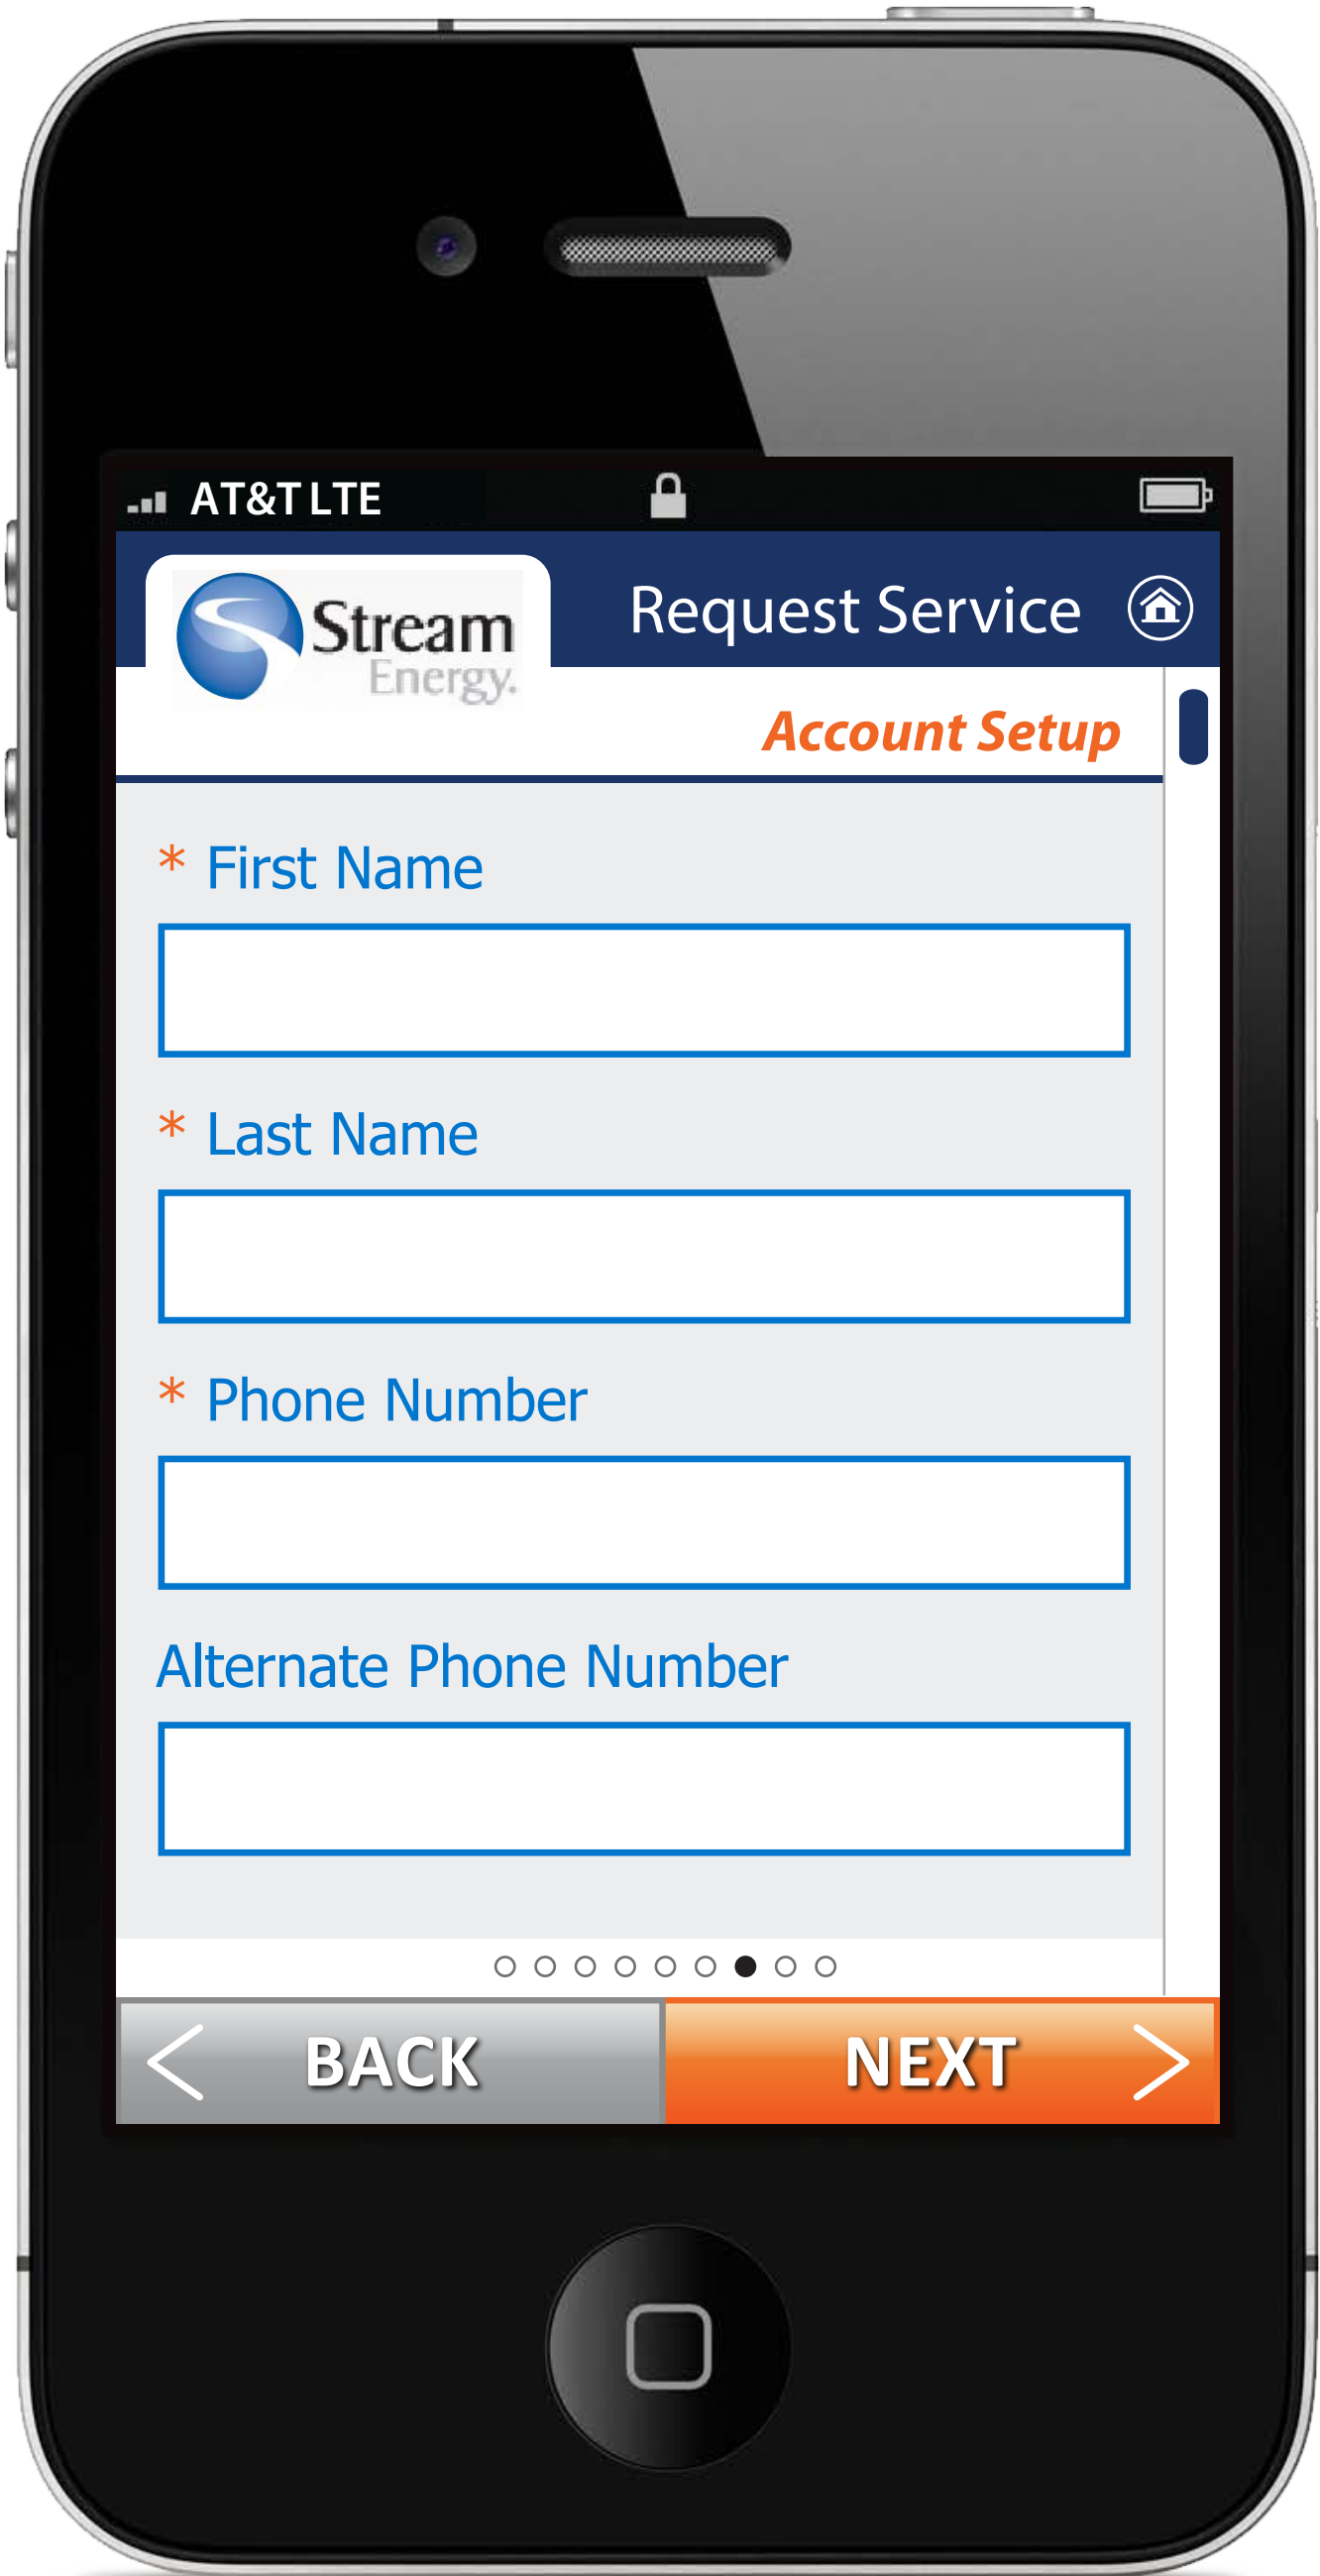 AT&T LTE
Stream
Energy.
Request Service
Account Setup
* First Name
* Last Name
* Phone Number
Alternate Phone Number
BACK
NEXT